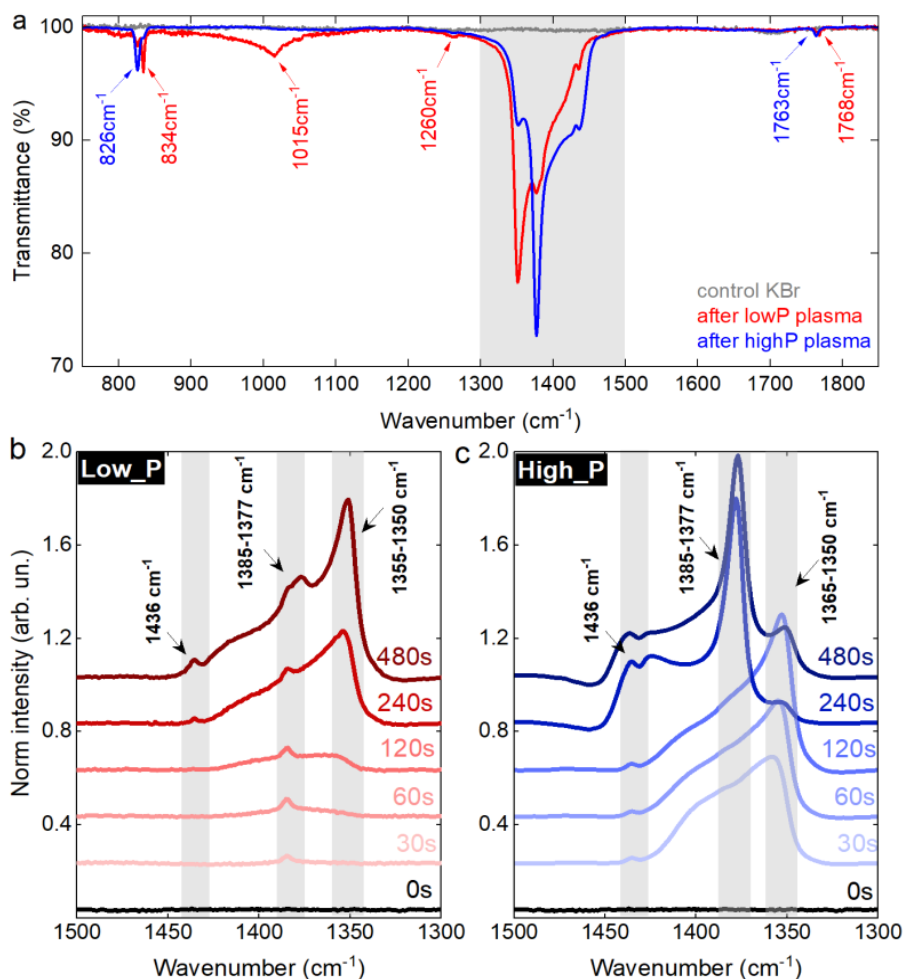 a
100
90
80
70
Transmittance (%)
826cm⁻¹
834cm⁻¹
1015cm⁻¹
1260cm⁻¹
1763cm⁻¹
1768cm⁻¹
control KBr
after lowP plasma
after highP plasma
800 900 1000 1100 1200 1300 1400 1500 1600 1700 1800
Wavenumber (cm⁻¹)
b
Low_P
2.0
1.6
1.2
0.8
0.4
Norm intensity (arb. un.)
1436 cm⁻¹
1385-1377 cm⁻¹
1355-1350 cm⁻¹
480s
240s
120s
60s
30s
0s
1500 1450 1400 1350 1300
Wavenumber (cm⁻¹)
c
High_P
1436 cm⁻¹
1385-1377 cm⁻¹
1365-1350 cm⁻¹
480s
240s
120s
60s
30s
0s
1500 1450 1400 1350 1300
Wavenumber (cm⁻¹)